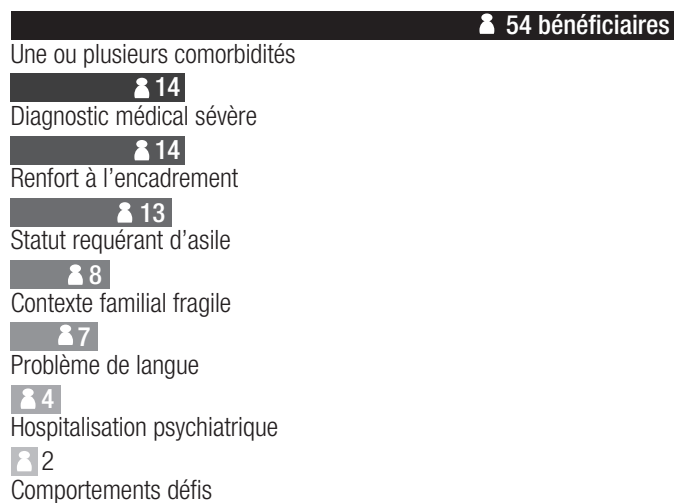 54 bénéficiaires
Une ou plusieurs comorbidités
14
Diagnostic médical sévère
14
Renfort à l'encadrement
13
Statut requérant d'asile
8
Contexte familial fragile
7
Problème de langue
4
Hospitalisation psychiatrique
2
Comportements défis